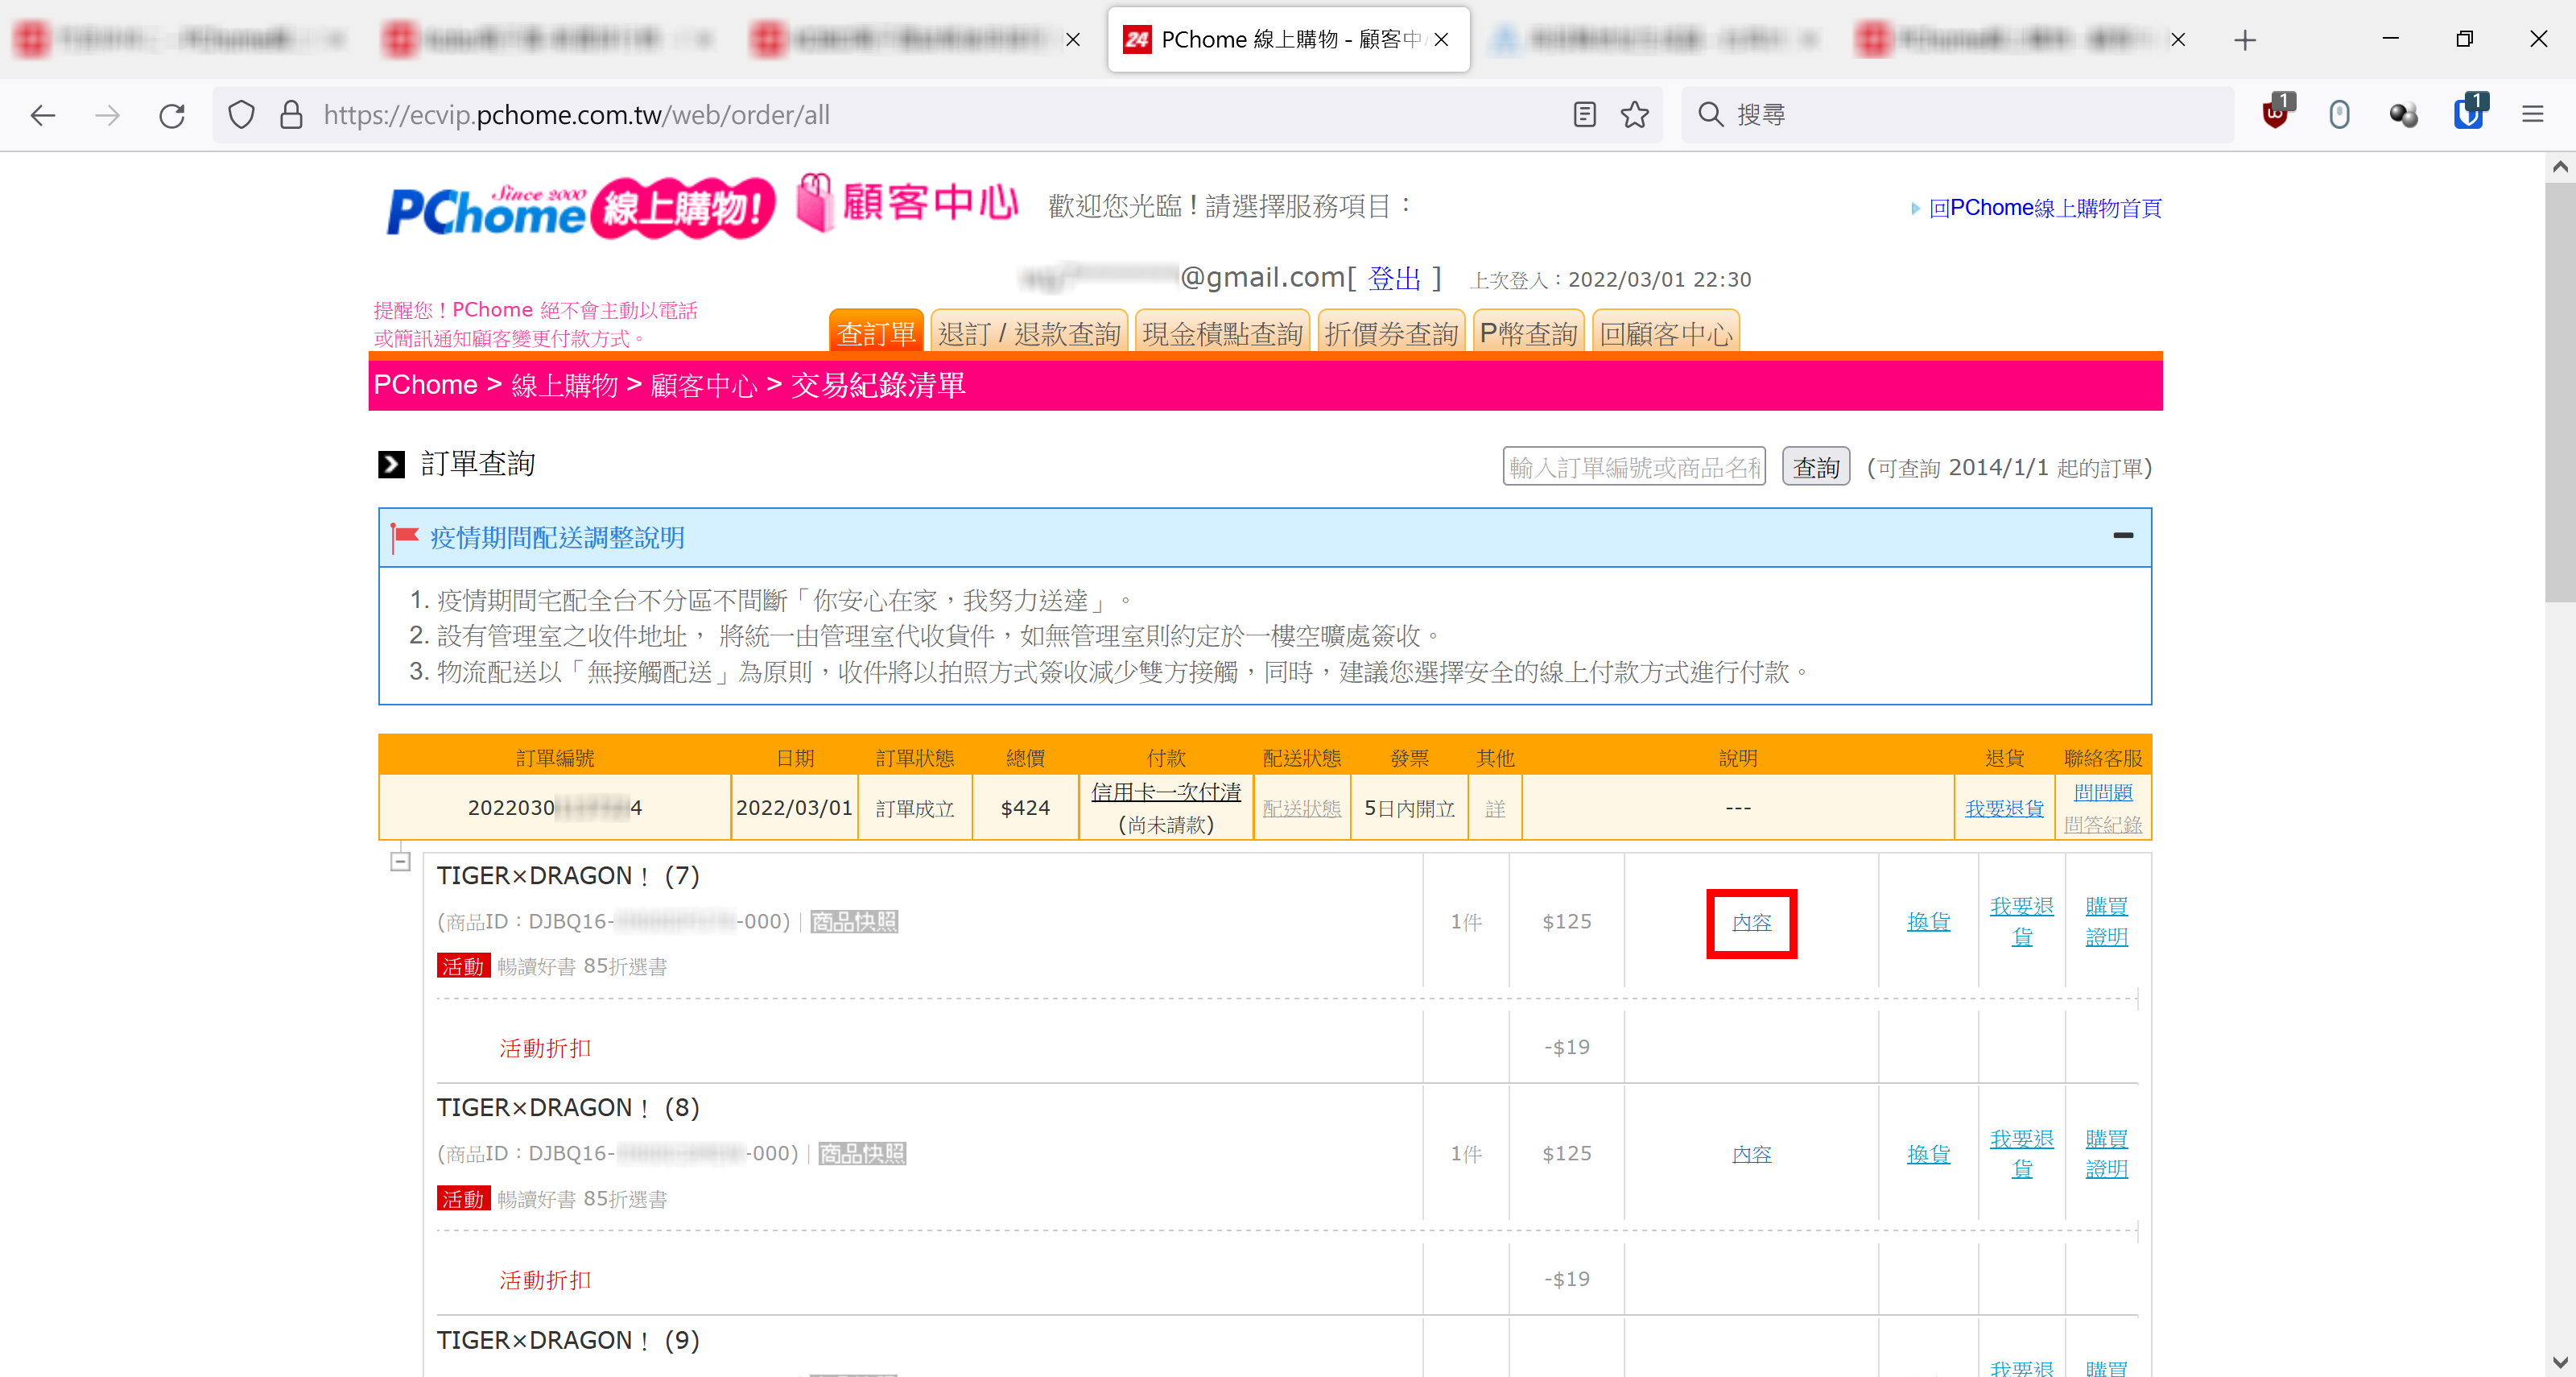 24 PChome 線上購物 - 顧客中
https://ecvip.pchome.com.tw/web/order/all
搜尋
1
1
Since 2000
PChome 線上購物!
顧客中心
歡迎您光臨！請選擇服務項目：
回PChome線上購物首頁
@gmail.com[ 登出 ]
上次登入：2022/03/01 22:30
提醒您！PChome 絕不會主動以電話
或簡訊通知顧客變更付款方式。
查訂單 退訂 / 退款查詢 現金積點查詢 折價券查詢 P幣查詢 回顧客中心
PChome > 線上購物 > 顧客中心 > 交易紀錄清單
訂單查詢
輸入訂單編號或商品名稱 查詢 (可查詢 2014/1/1 起的訂單)
疫情期間配送調整說明
1. 疫情期間宅配全台不分區不間斷「你安心在家，我努力送達」。
2. 設有管理室之收件地址， 將統一由管理室代收貨件，如無管理室則約定於一樓空曠處簽收。
3. 物流配送以「無接觸配送」為原則，收件將以拍照方式簽收減少雙方接觸，同時，建議您選擇安全的線上付款方式進行付款。
訂單編號 日期 訂單狀態 總價 付款 配送狀態 發票 其他 說明 退貨 聯絡客服
2022030 4 2022/03/01 訂單成立 $424 信用卡一次付清 (尚未請款) 配送狀態 5日內開立 詳 --- 我要退貨 問問題 問答紀錄
TIGER×DRAGON！ (7)
(商品ID：DJBQ16- -000) | 商品快照 1件 $125 內容 換貨 我要退貨 購買證明
活動 暢讀好書 85折選書
活動折扣 -$19
TIGER×DRAGON！ (8)
(商品ID：DJBQ16- -000) | 商品快照 1件 $125 內容 換貨 我要退貨 購買證明
活動 暢讀好書 85折選書
活動折扣 -$19
TIGER×DRAGON！ (9)
我要退 購買